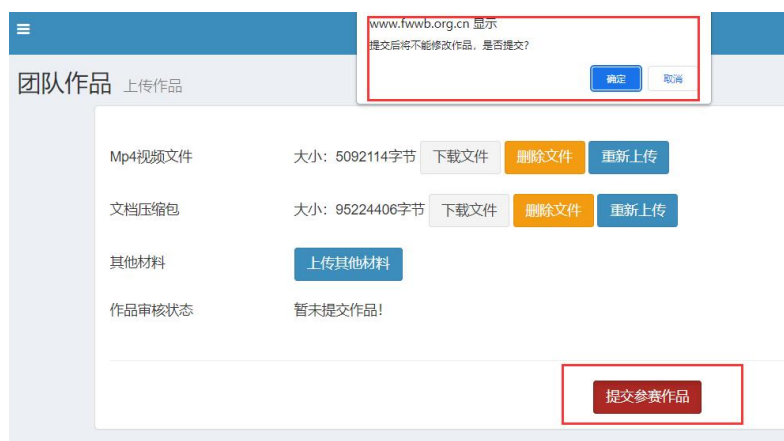 www.fwwb.org.cn 显示
提交后将不能修改作品，是否提交?
确定 取消
团队作品 上传作品
Mp4视频文件 大小：5092114字节 下载文件 删除文件 重新上传
文档压缩包 大小：95224406字节 下载文件 删除文件 重新上传
其他材料 上传其他材料
作品审核状态 暂未提交作品！
提交参赛作品